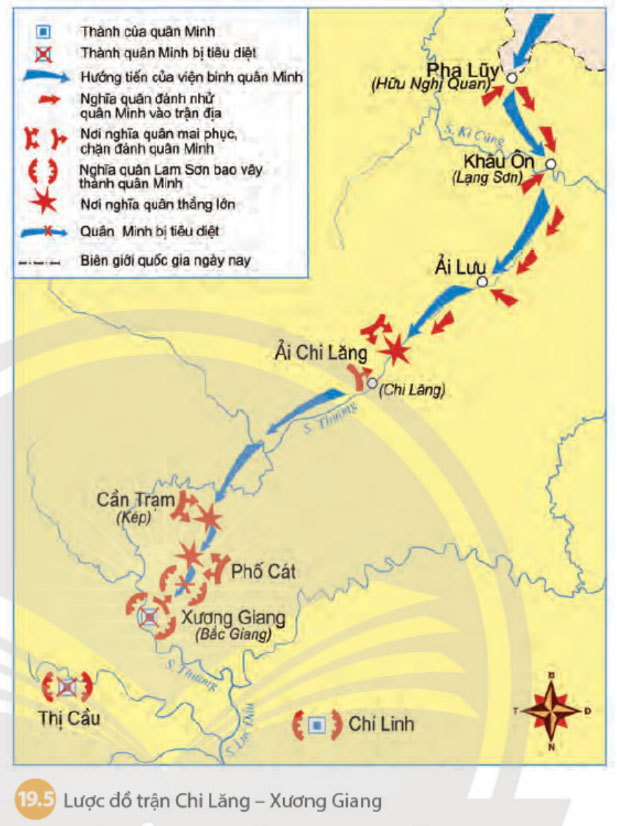 Thành của quân Minh
Thành quân Minh bị tiêu diệt
Hướng tiến của viện binh quân Minh
Nghĩa quân đánh nhử
quân Minh vào trận địa
Nơi nghĩa quân mai phục,
chặn đánh quân Minh
Nghĩa quân Lam Sơn bao vây
thành quân Minh
Nơi nghĩa quân thắng lớn
Quân Minh bị tiêu diệt
Biên giới quốc gia ngày nay
Pha Lũy
(Hữu Nghị Quan)
S. Kì Cùng
Khâu Ôn
(Lạng Sơn)
Ải Lưu
Ải Chi Lăng
(Chi Lăng)
S. Thương
Cần Trạm
(Kép)
Phố Cát
Xương Giang
(Bắc Giang)
S. Thương
S. Lục Đầu
Thị Cầu
Chí Linh
B
T
Đ
N
19.5 Lược đồ trận Chi Lăng – Xương Giang